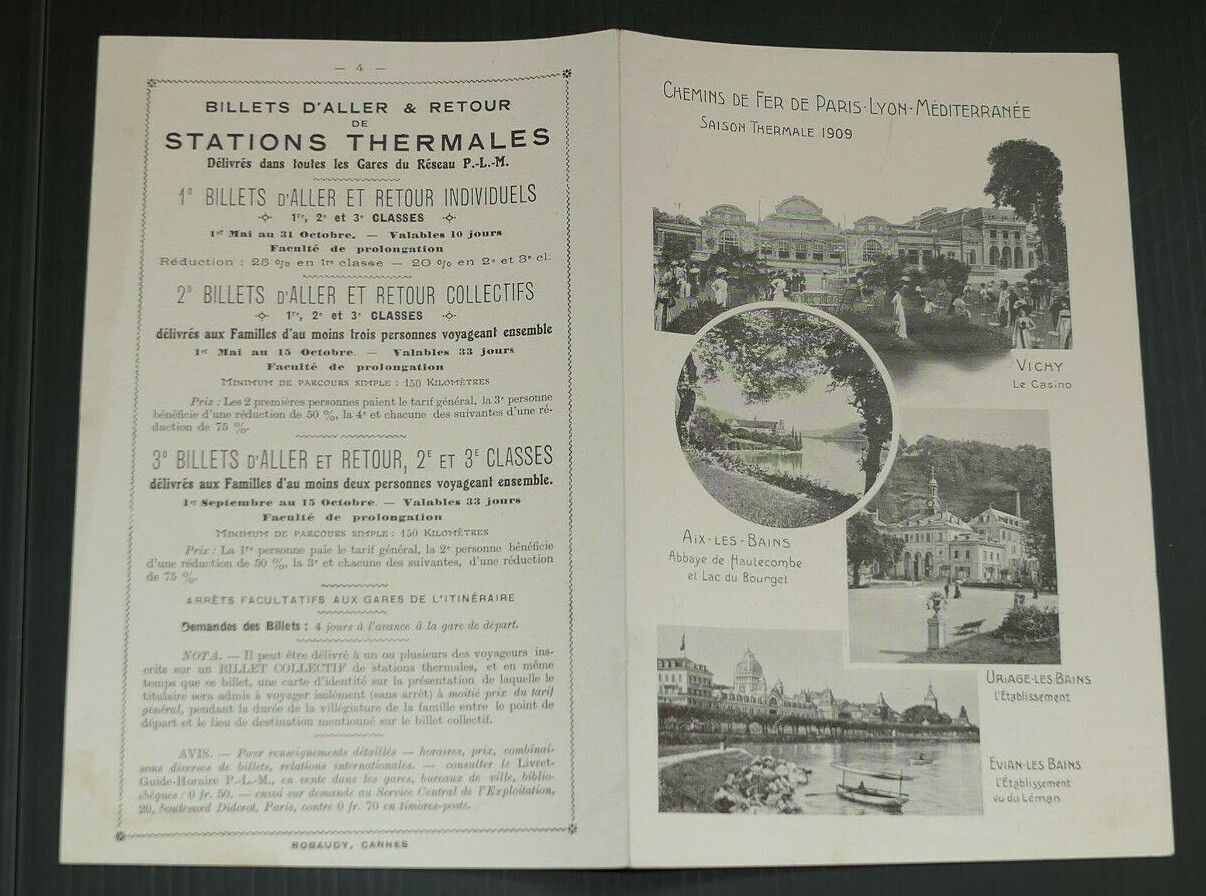 — 4 —
BILLETS D'ALLER & RETOUR
DE
STATIONS THERMALES
Délivrés dans toutes les Gares du Réseau P.-L.-M.
1º BILLETS D'ALLER ET RETOUR INDIVIDUELS
1re, 2e et 3e CLASSES
1er Mai au 31 Octobre. — Valables 10 jours
Faculté de prolongation
Réduction : 25 % en 1re classe — 20 % en 2e et 3e cl.
2º BILLETS D'ALLER ET RETOUR COLLECTIFS
1re, 2e et 3e CLASSES
délivrés aux Familles d'au moins trois personnes voyageant ensemble
1er Mai au 15 Octobre. — Valables 33 jours
Faculté de prolongation
MINIMUM DE PARCOURS SIMPLE : 150 KILOMÈTRES
Prix : Les 2 premières personnes paient le tarif général, la 3e personne
bénéficie d'une réduction de 50 %, la 4e et chacune des suivantes d'une ré-
duction de 75 %.
3º BILLETS D'ALLER ET RETOUR, 2E ET 3E CLASSES
délivrés aux Familles d'au moins deux personnes voyageant ensemble.
1er Septembre au 15 Octobre. — Valables 33 jours
Faculté de prolongation
MINIMUM DE PARCOURS SIMPLE : 150 KILOMÈTRES
Prix : La 1re personne paie le tarif général, la 2e personne bénéficie
d'une réduction de 50 %, la 3e et chacune des suivantes, d'une réduction
de 75 %.
ARRÊTS FACULTATIFS AUX GARES DE L'ITINÉRAIRE
Demandes des Billets : 4 jours à l'avance à la gare de départ.
NOTA. — Il peut être délivré à un ou plusieurs des voyageurs ins-
crits sur un BILLET COLLECTIF de stations thermales, et en même
temps que ce billet, une carte d'identité sur la présentation de laquelle le
titulaire sera admis à voyager isolément (sans arrêt) à moitié prix du tarif
général, pendant la durée de la villégiature de la famille entre le point de
départ et le lieu de destination mentionné sur le billet collectif.
AVIS. — Pour renseignements détaillés — horaires, prix, combinai-
sons diverses de billets, relations internationales. — consulter le Livret-
Guide-Horaire P.-L.-M., en vente dans les gares, bureaux de ville, biblio-
thèques : 0 fr. 50. — envoi sur demande au Service Central de l'Exploitation,
20, boulevard Diderot, Paris, contre 0 fr. 70 en timbres-poste.
ROBAUDY, CANNES
CHEMINS DE FER DE PARIS-LYON-MÉDITERRANÉE
SAISON THERMALE 1909
VICHY
LE CASINO
AIX-LES-BAINS
Abbaye de Hautecombe
et Lac du Bourget
URIAGE-LES-BAINS
L'Établissement
EVIAN-LES-BAINS
L'Établissement
vu du Léman